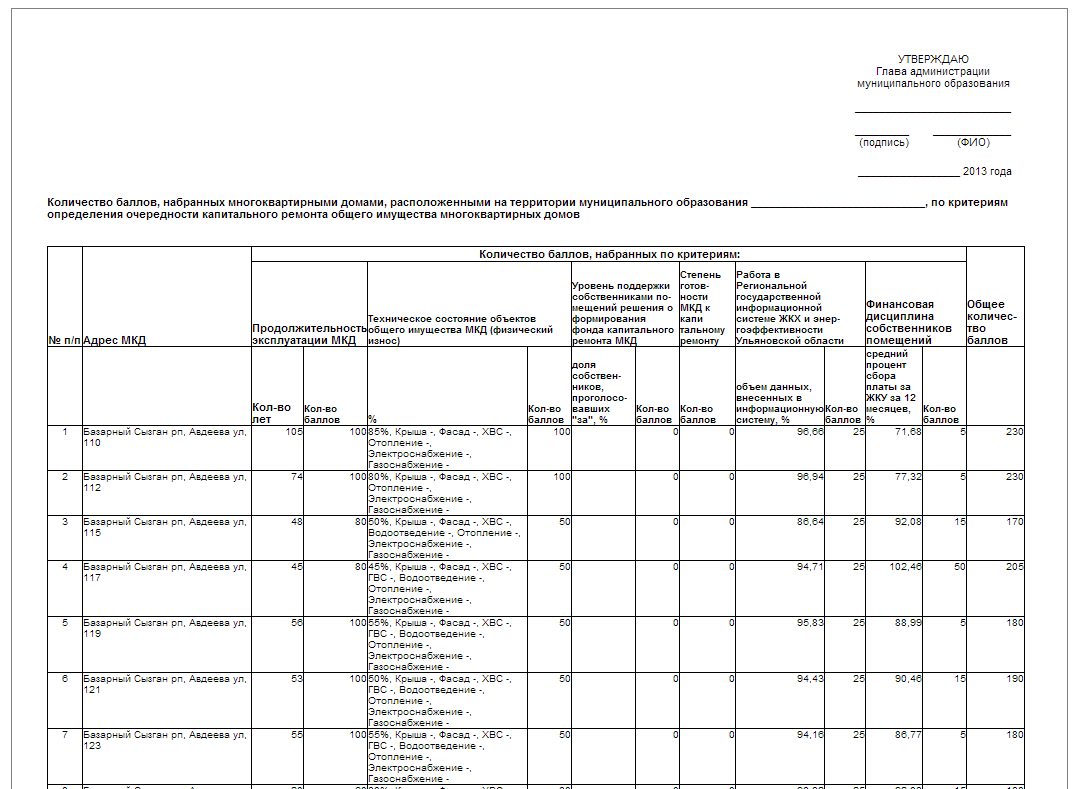 УТВЕРЖДАЮ
Глава администрации
муниципального образования
(подпись) (ФИО)
_________________ 2013 года
Количество баллов, набранных многоквартирными домами, расположенными на территории муниципального образования ____________________________, по критериям
определения очередности капитального ремонта общего имущества многоквартирных домов
Количество баллов, набранных по критериям:
№ п/п
Адрес МКД
Продолжительность
эксплуатации МКД
Техническое состояние объектов
общего имущества МКД (физический
износ)
Уровень поддержки
собственниками по-
мещений решения о
формирования
фонда капитального
ремонта МКД
Степень
готов-
ности
МКД к
капи
тальному
ремонту
Работа в
Региональной
государственной
информационной
системе ЖКХ и энер-
гоэффективности
Ульяновской области
Финансовая
дисциплина
собственников
помещений
Общее
количес-
тво
баллов
Кол-во
лет
Кол-во
баллов
%
Кол-во
баллов
доля
собствен-
ников,
проголосо-
вавших
"за", %
Кол-во
баллов
Кол-во
баллов
объем данных,
внесенных в
информационную
систему, %
Кол-во
баллов
средний
процент
сбора
платы за
ЖКУ за 12
месяцев,
%
Кол-во
баллов
1 Базарный Сызган рп, Авдеева ул, 105 100 85%, Крыша -, Фасад -, ХВС -, 100 0 0 96,66 25 71,68 5 230
110 Отопление -,
Электроснабжение -,
Газоснабжение -
2 Базарный Сызган рп, Авдеева ул, 74 100 80%, Крыша -, Фасад -, ХВС -, 100 0 0 96,94 25 77,32 5 230
112 Отопление -,
Электроснабжение -,
Газоснабжение -
3 Базарный Сызган рп, Авдеева ул, 48 80 50%, Крыша -, Фасад -, ХВС -, 50 0 0 86,64 25 92,08 15 170
115 Водоотведение -, Отопление -,
Электроснабжение -,
Газоснабжение -
4 Базарный Сызган рп, Авдеева ул, 45 80 45%, Крыша -, Фасад -, ХВС -, 50 0 0 94,71 25 102,46 50 205
117 ГВС -, Водоотведение -,
Отопление -,
Электроснабжение -,
Газоснабжение -
5 Базарный Сызган рп, Авдеева ул, 56 100 55%, Крыша -, Фасад -, ХВС -, 50 0 0 95,83 25 88,99 5 180
119 ГВС -, Водоотведение -,
Отопление -,
Электроснабжение -,
Газоснабжение -
6 Базарный Сызган рп, Авдеева ул, 53 100 50%, Крыша -, Фасад -, ХВС -, 50 0 0 94,43 25 90,46 15 190
121 ГВС -, Водоотведение -,
Отопление -,
Электроснабжение -,
Газоснабжение -
7 Базарный Сызган рп, Авдеева ул, 55 100 55%, Крыша -, Фасад -, ХВС -, 50 0 0 94,16 25 86,77 5 180
123 ГВС -, Водоотведение -,
Отопление -,
Электроснабжение -,
Газоснабжение -